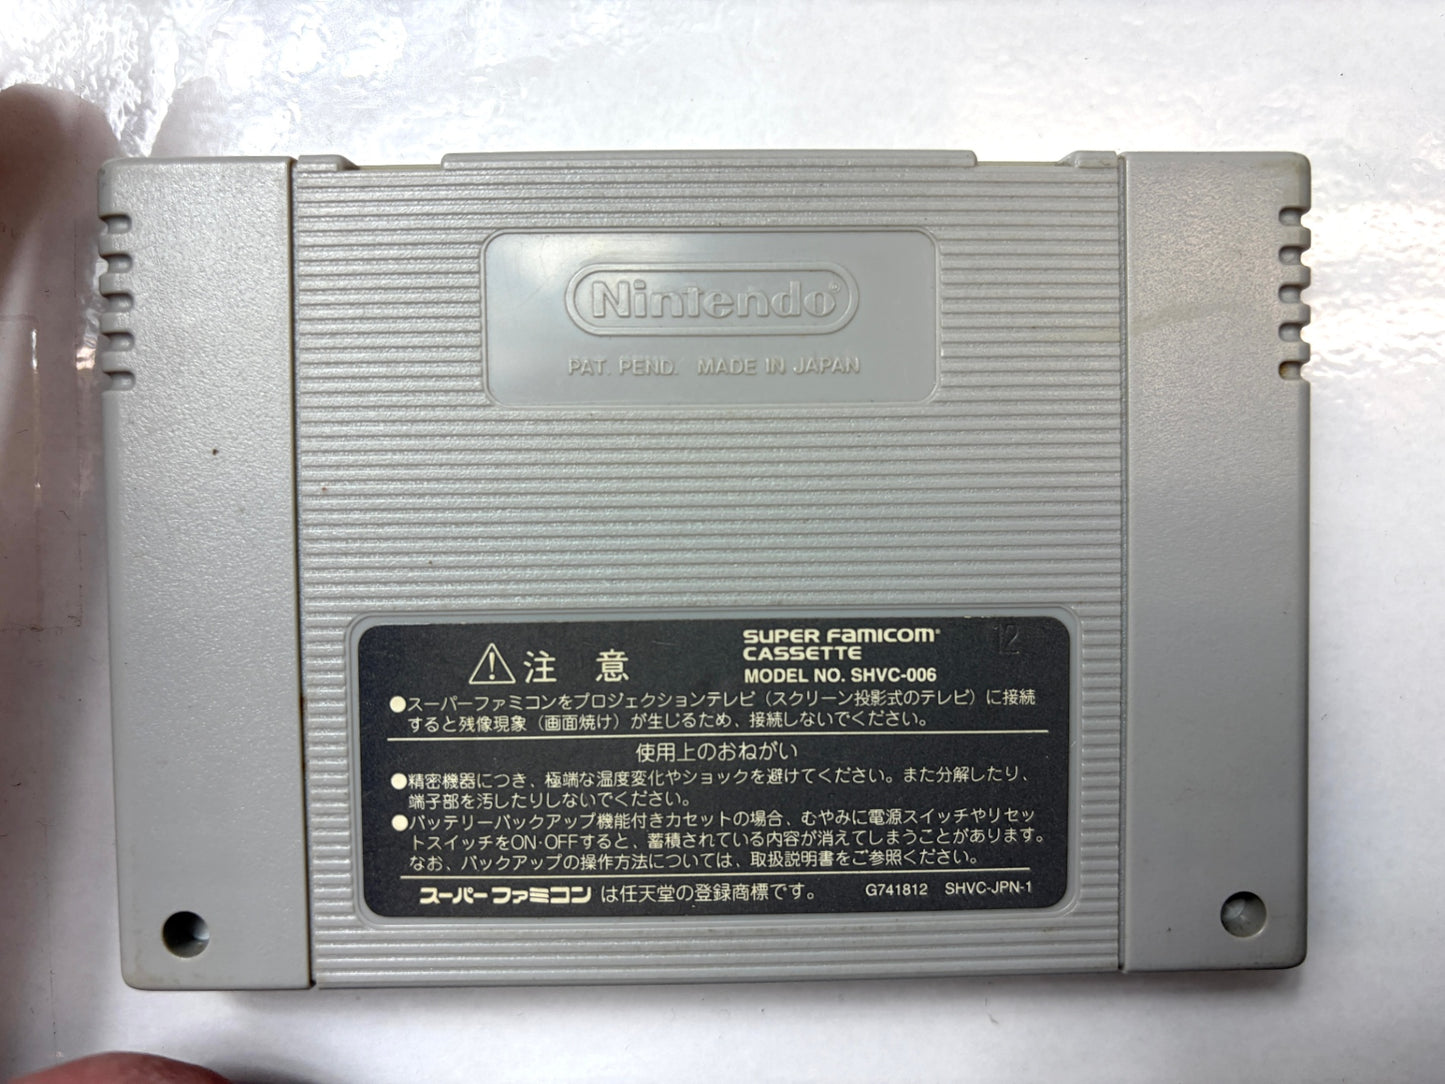 Nintendo®
PAT. PEND. MADE IN JAPAN
注意
SUPER FAMICOM®
CASSETTE
MODEL NO. SHVC-006
12
●スーパーファミコンをプロジェクションテレビ（スクリーン投影式のテレビ）に接続
すると残像現象（画面焼け）が生じるため、接続しないでください。
使用上のおねがい
●精密機器につき、極端な温度変化やショックを避けてください。また分解したり、
端子部を汚したりしないでください。
●バッテリーバックアップ機能付きカセットの場合、むやみに電源スイッチやリセッ
トスイッチをON·OFFすると、蓄積されている内容が消えてしまうことがあります。
なお、バックアップの操作方法については、取扱説明書をご参照ください。
スーパーファミコンは任天堂の登録商標です。 G741812 SHVC-JPN-1